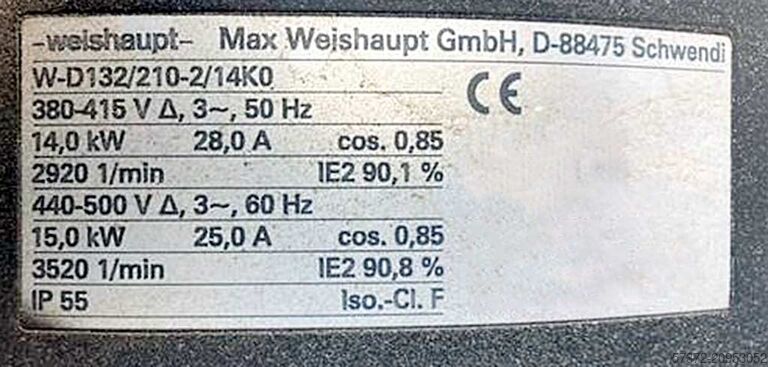 -weishaupt- Max Weishaupt GmbH, D-88475 Schwendi
W-D132/210-2/14K0
CE
380-415 V Δ, 3~, 50 Hz
14,0 kW 28,0 A cos. 0,85
2920 1/min IE2 90,1 %
440-500 V Δ, 3~, 60 Hz
15,0 kW 25,0 A cos. 0,85
3520 1/min IE2 90,8 %
IP 55 Iso.-Cl. F
57672-20953052